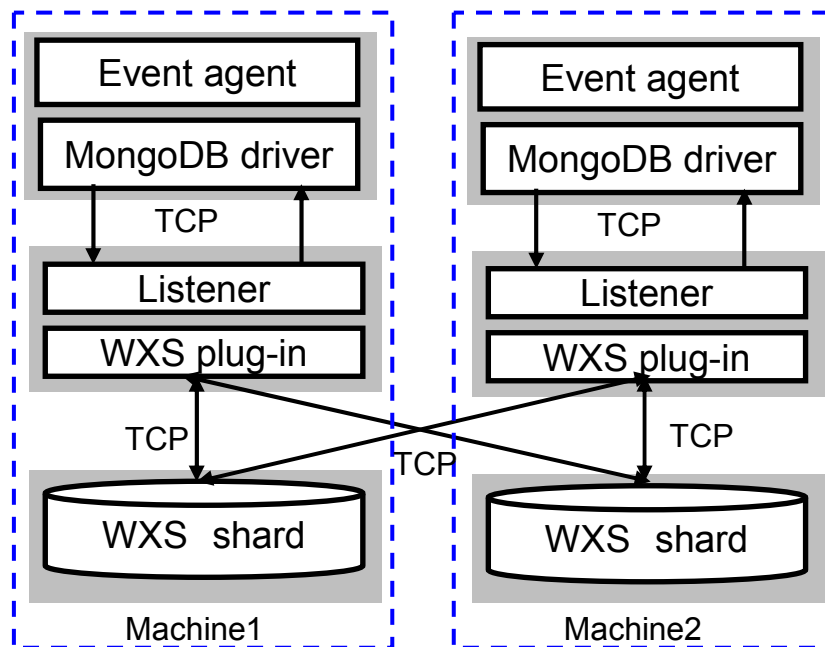 Event agent
MongoDB driver
TCP
Listener
WXS plug-in
TCP
WXS shard
Machine1
Event agent
MongoDB driver
TCP
Listener
WXS plug-in
TCP
TCP
WXS shard
Machine2